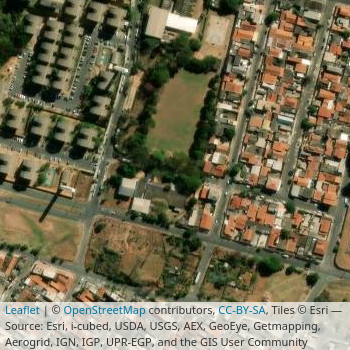 Leaflet | © OpenStreetMap contributors, CC-BY-SA, Tiles © Esri —
Source: Esri, i-cubed, USDA, USGS, AEX, GeoEye, Getmapping,
Aerogrid, IGN, IGP, UPR-EGP, and the GIS User Community